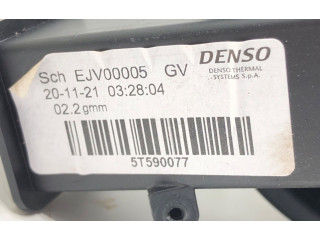 Sch EJV00005 GV
DENSO
DENSO THERMAL
-SYSTEMS S.p.A.
20-11-21 03:28:04
02.2gmm
5T590077